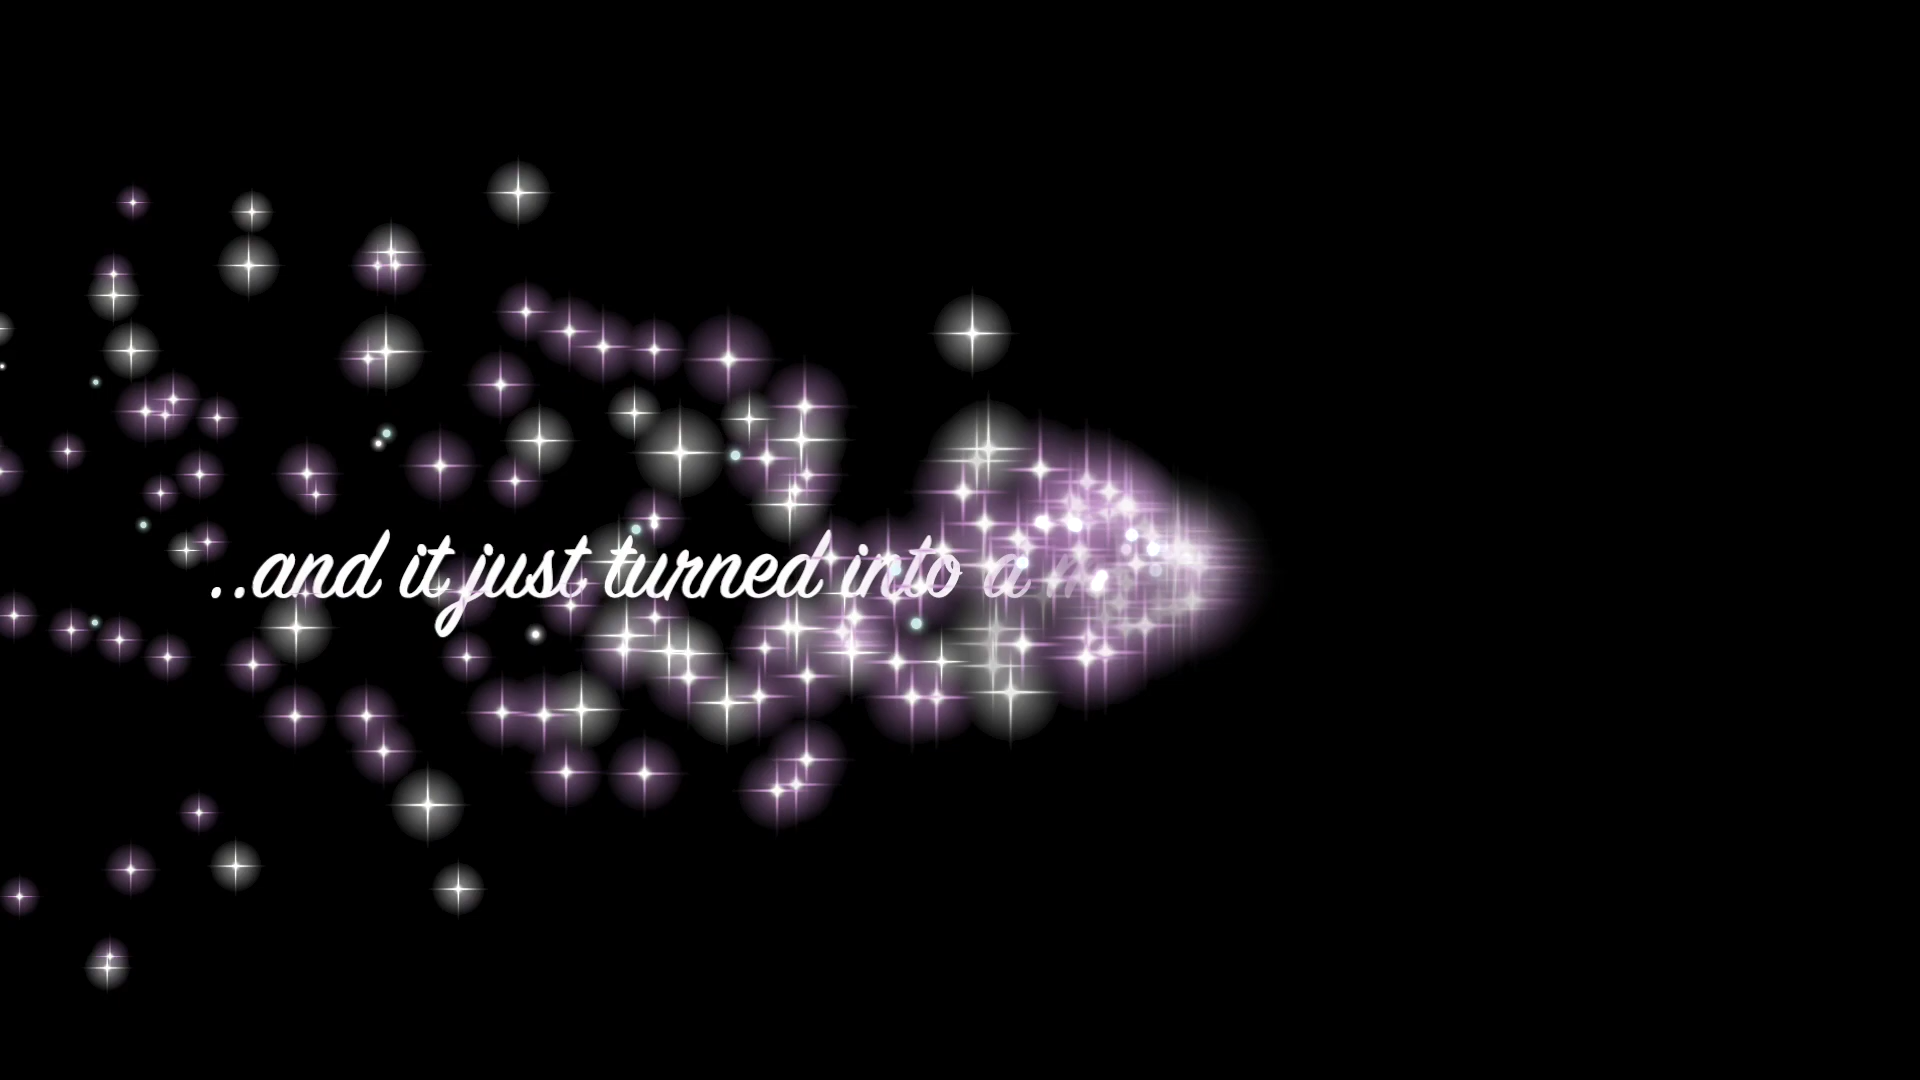 ..and it just turned into a